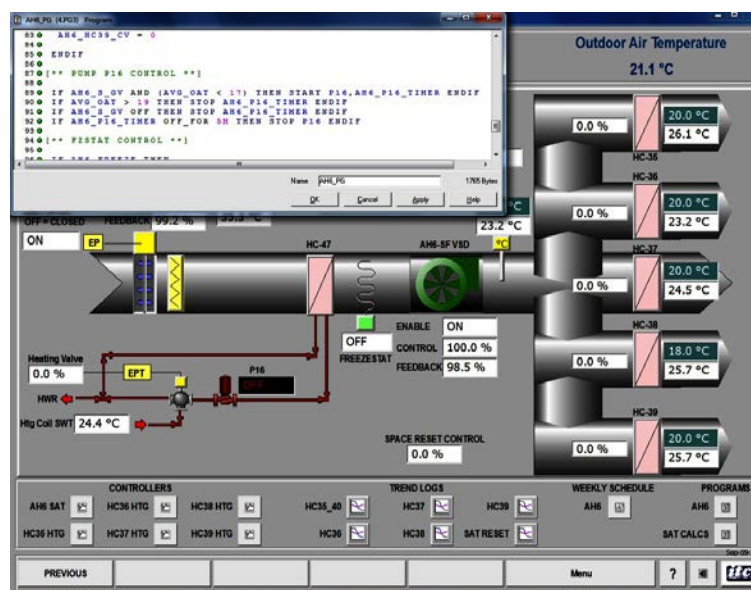 AH6_PG (4.PG3) Program
83 AH6_HC39_CV = 0
84
85 ENDIF
86
87 [** PUMP P16 CONTROL **]
88
89 IF AH6_S_GV AND (AVG_OAT < 17) THEN START P16,AH6_P16_TIMER ENDIF
90 IF AVG_OAT > 19 THEN STOP AH6_P16_TIMER ENDIF
91 IF AH6_S_GV OFF THEN STOP AH6_P16_TIMER ENDIF
92 IF AH6_P16_TIMER OFF_FOR 5M THEN STOP P16 ENDIF
93
94 [** FZSTAT CONTROL **]
95
Name AH6_PG 1765 Bytes
OK Cancel Apply Help
Outdoor Air Temperature
21.1 °C
0.0 % 20.0 °C
26.1 °C
HC-35
HC-36
0.0 % 20.0 °C
23.2 °C
HC-37
0.0 % 20.0 °C
24.5 °C
HC-38
0.0 % 18.0 °C
25.7 °C
HC-39
0.0 % 20.0 °C
25.7 °C
OFF = CLOSED FEEDBACK 99.2 %
°C
23.2 °C
ON EP HC-47 AH6-SF VSD °C
OFF
FREEZESTAT
ENABLE ON
CONTROL 100.0 %
FEEDBACK 98.5 %
Heating Valve
0.0 % EPT P16
OFF
HWR
Htg Coil SWT 24.4 °C
SPACE RESET CONTROL
0.0 %
CONTROLLERS TREND LOGS WEEKLY SCHEDULE PROGRAMS
AH6 SAT HC36 HTG HC38 HTG HC35_40 HC37 HC39 AH6 AH6
HC35 HTG HC37 HTG HC39 HTG HC36 HC38 SAT RESET SAT CALCS
PREVIOUS Menu ?